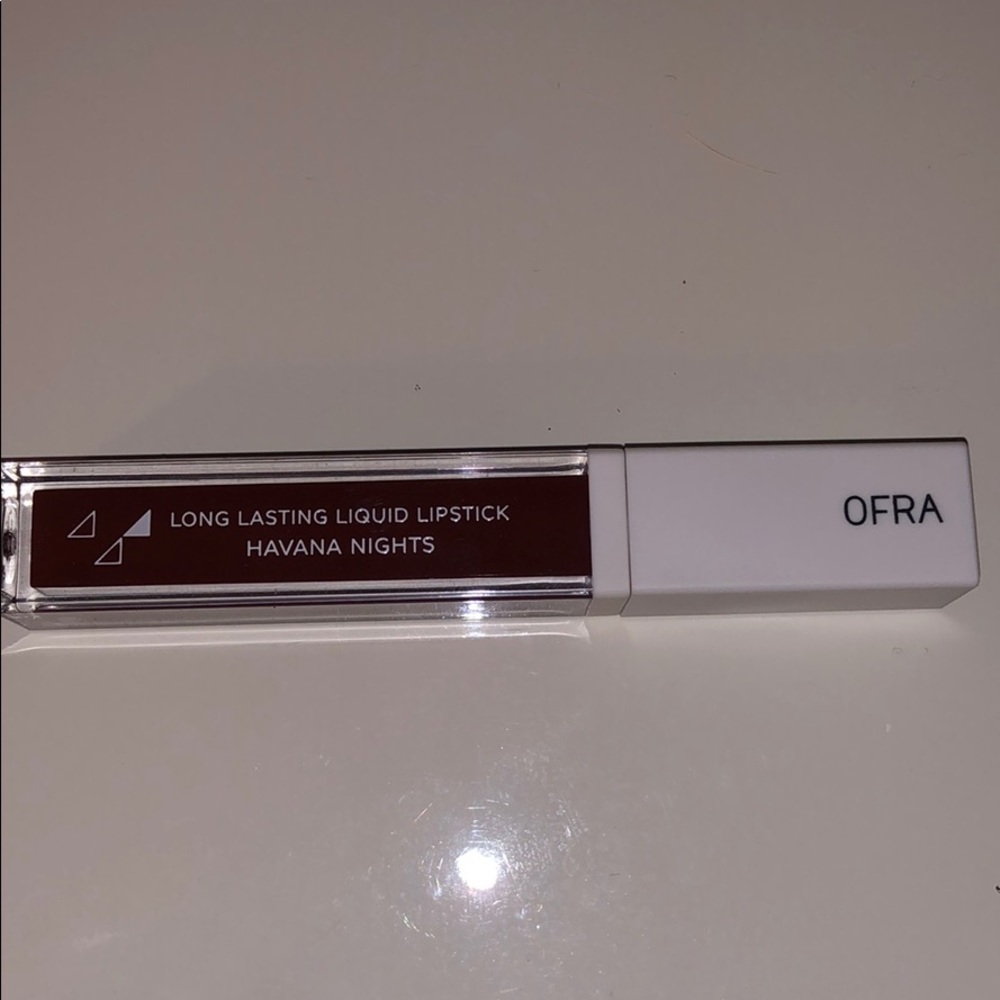 LONG LASTING LIQUID LIPSTICK
HAVANA NIGHTS
OFRA